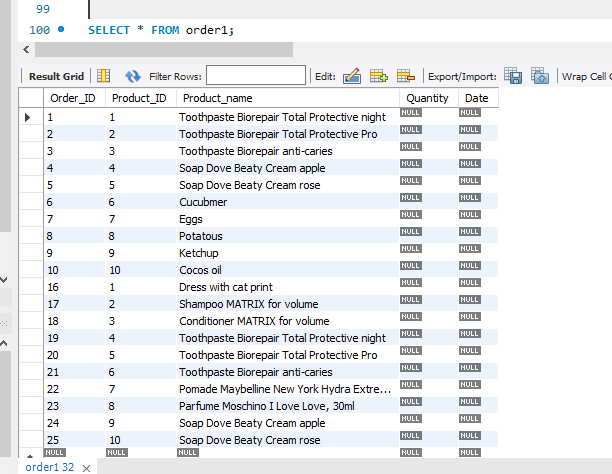 99
100 SELECT * FROM order1;
Result Grid Filter Rows: Edit: Export/Import: Wrap Cell
Order_ID Product_ID Product_name Quantity Date
1 1 Toothpaste Biorepair Total Protective night NULL NULL
2 2 Toothpaste Biorepair Total Protective Pro NULL NULL
3 3 Toothpaste Biorepair anti-caries NULL NULL
4 4 Soap Dove Beaty Cream apple NULL NULL
5 5 Soap Dove Beaty Cream rose NULL NULL
6 6 Cucubmer NULL NULL
7 7 Eggs NULL NULL
8 8 Potatous NULL NULL
9 9 Ketchup NULL NULL
10 10 Cocos oil NULL NULL
16 1 Dress with cat print NULL NULL
17 2 Shampoo MATRIX for volume NULL NULL
18 3 Conditioner MATRIX for volume NULL NULL
19 4 Toothpaste Biorepair Total Protective night NULL NULL
20 5 Toothpaste Biorepair Total Protective Pro NULL NULL
21 6 Toothpaste Biorepair anti-caries NULL NULL
22 7 Pomade Maybelline New York Hydra Extre... NULL NULL
23 8 Parfume Moschino I Love Love, 30ml NULL NULL
24 9 Soap Dove Beaty Cream apple NULL NULL
25 10 Soap Dove Beaty Cream rose NULL NULL
NULL NULL NULL NULL NULL
order1 32